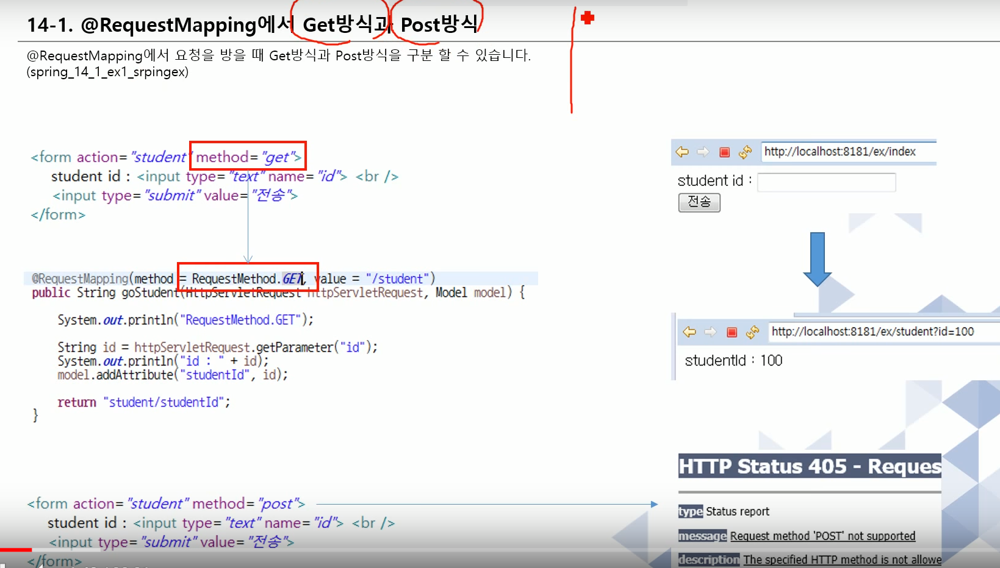 14-1. @RequestMapping에서 Get방식과 Post방식
@RequestMapping에서 요청을 방을 때 Get방식과 Post방식을 구분 할 수 있습니다.
(spring_14_1_ex1_srpingex)
<form action="student" method="get">
student id : <input type="text" name="id"> <br />
<input type="submit" value="전송">
</form>
@RequestMapping(method = RequestMethod.GET, value = "/student")
public String goStudent(HttpServletRequest httpServletRequest, Model model) {
System.out.println("RequestMethod.GET");
String id = httpServletRequest.getParameter("id");
System.out.println("id : " + id);
model.addAttribute("studentId", id);
return "student/studentId";
}
<form action="student" method="post">
student id : <input type="text" name="id"> <br />
<input type="submit" value="전송">
</form>
http://localhost:8181/ex/index
student id :
전송
http://localhost:8181/ex/student?id=100
studentId : 100
HTTP Status 405 - Reques
type Status report
message Request method 'POST' not supported
description The specified HTTP method is not allowe